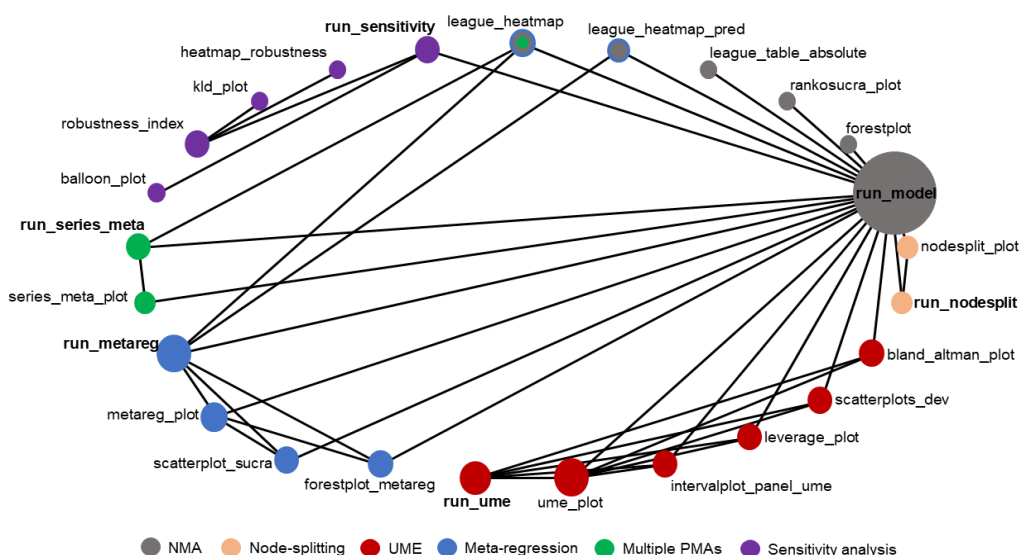 league_heatmap
run_sensitivity
league_heatmap_pred
heatmap_robustness
league_table_absolute
kld_plot
rankosucra_plot
robustness_index
forestplot
balloon_plot
run_model
run_series_meta
nodesplit_plot
series_meta_plot
run_nodesplit
run_metareg
bland_altman_plot
scatterplots_dev
metareg_plot
leverage_plot
scatterplot_sucra
forestplot_metareg
intervalplot_panel_ume
run_ume
ume_plot
NMA Node-splitting UME Meta-regression Multiple PMAs Sensitivity analysis